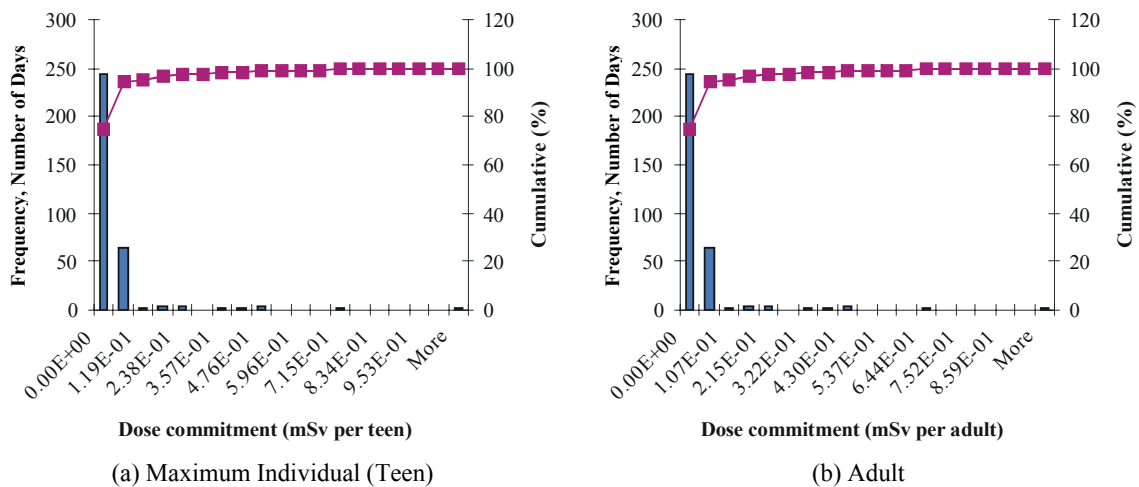 300
250
200
150
100
50
0
Frequency, Number of Days
120
100
80
60
40
20
0
Cumulative (%)
0.00E+00
1.19E-01
2.38E-01
3.57E-01
4.76E-01
5.96E-01
7.15E-01
8.34E-01
9.53E-01
More
Dose commitment (mSv per teen)
(a) Maximum Individual (Teen)
300
250
200
150
100
50
0
Frequency, Number of Days
120
100
80
60
40
20
0
Cumulative (%)
0.00E+00
1.07E-01
2.15E-01
3.22E-01
4.30E-01
5.37E-01
6.44E-01
7.52E-01
8.59E-01
More
Dose commitment (mSv per adult)
(b) Adult